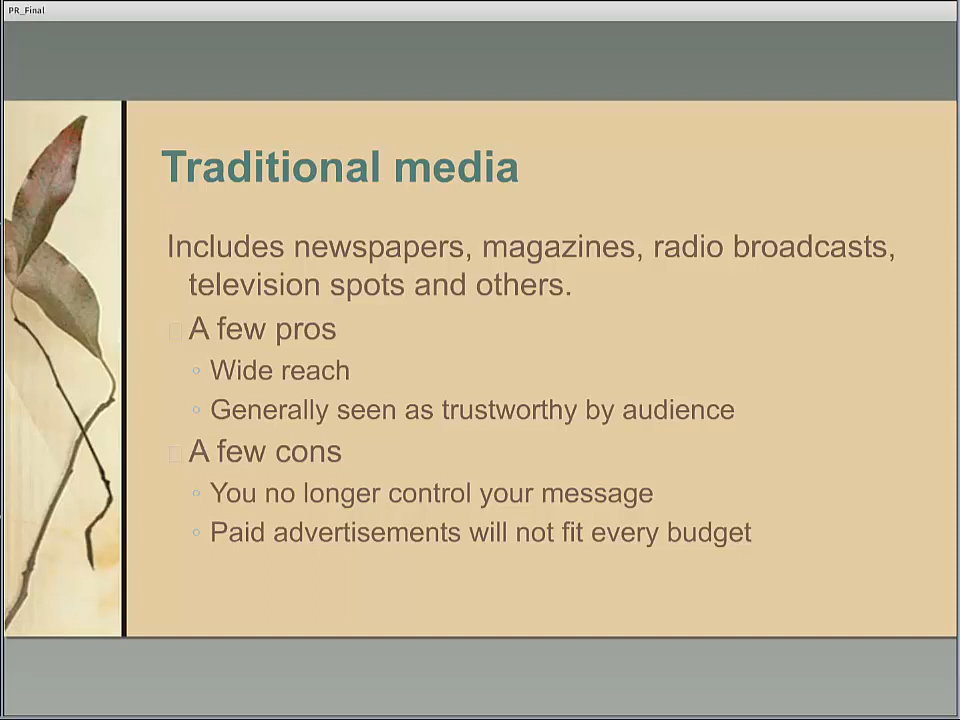 PR_Final
Traditional media
Includes newspapers, magazines, radio broadcasts,
television spots and others.
A few pros
Wide reach
Generally seen as trustworthy by audience
A few cons
You no longer control your message
Paid advertisements will not fit every budget